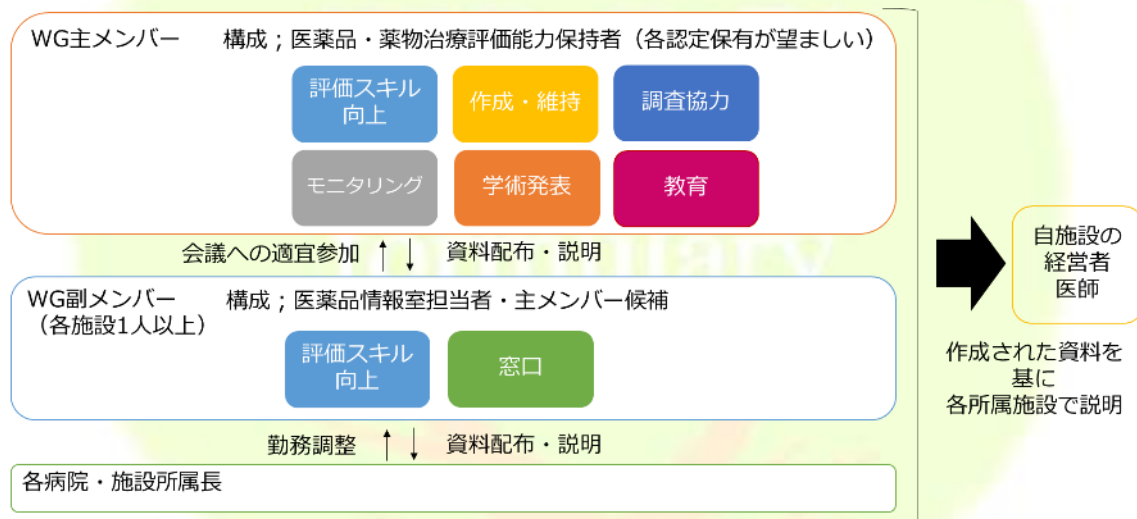 WG主メンバー 構成；医薬品・薬物治療評価能力保持者（各認定保有が望ましい）
評価スキル
向上
作成・維持
調査協力
モニタリング
学術発表
教育
会議への適宜参加
資料配布・説明
WG副メンバー 構成；医薬品情報室担当者・主メンバー候補
（各施設1人以上）
評価スキル
向上
窓口
勤務調整
資料配布・説明
各病院・施設所属長
自施設の
経営者
医師
作成された資料を
基に
各所属施設で説明